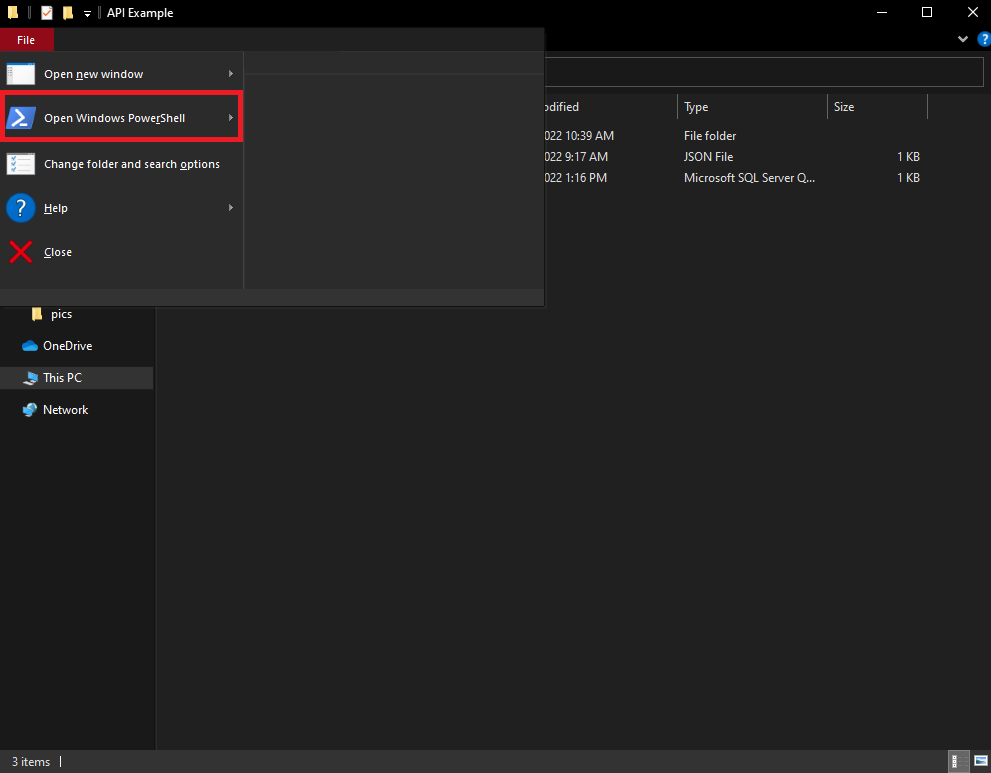 API Example
File
?
Open new window
odified Type Size
Open Windows PowerShell
022 10:39 AM File folder
022 9:17 AM JSON File 1 KB
Change folder and search options
022 1:16 PM Microsoft SQL Server Q... 1 KB
? Help
Close
pics
OneDrive
This PC
Network
3 items